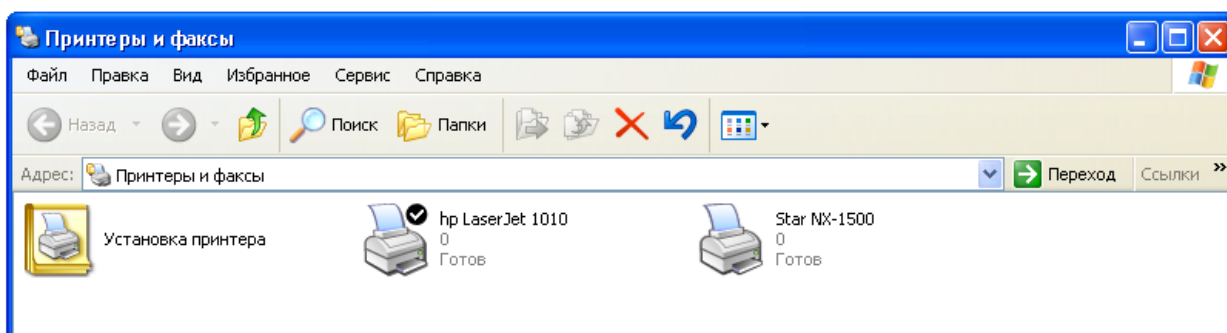 Принтеры и факсы
Файл Правка Вид Избранное Сервис Справка
Назад Поиск Папки
Адрес: Принтеры и факсы Переход Ссылки »
Установка принтера
hp LaserJet 1010
0
Готов
Star NX-1500
0
Готов